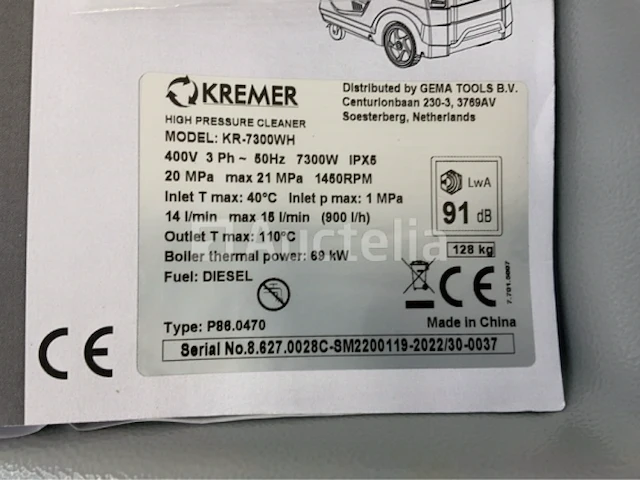 KREMER
HIGH PRESSURE CLEANER
Distributed by GEMA TOOLS B.V.
Centurionbaan 230-3, 3769AV
Soesterberg, Netherlands
MODEL: KR-7300WH
400V 3 Ph ~ 50Hz 7300W IPX5
20 MPa max 21 MPa 1450RPM
Inlet T max: 40°C Inlet p max: 1 MPa
14 l/min max 15 l/min (900 l/h)
Outlet T max: 110°C
Boiler thermal power: 69 kW
Fuel: DIESEL
LwA
91 dB
128 kg
CE
7.701.0007
Type: P86.0470
Made in China
Serial No.8.627.0028C-SM2200119-2022/30-0037
CE
Auctelia